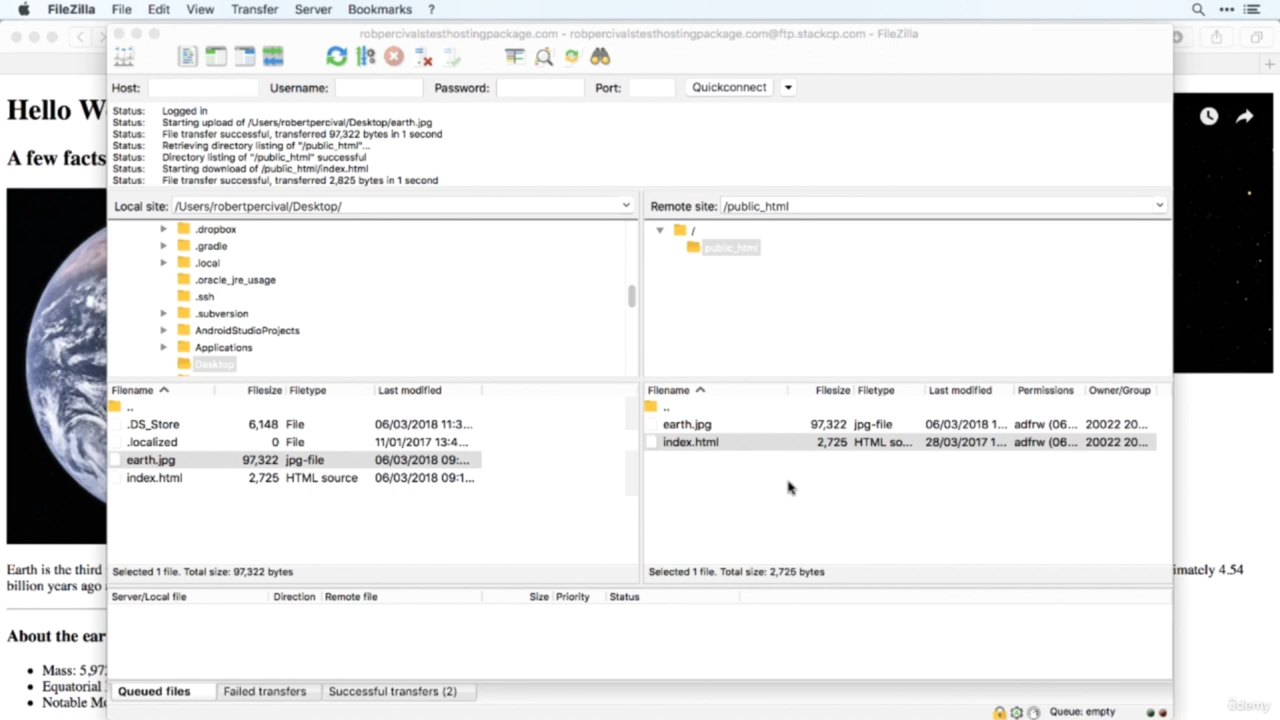 FileZilla File Edit View Transfer Server Bookmarks ?
robpercivalstesthostingpackage.com - robpercivalstesthostingpackage.com@ftp.stackcp.com - FileZilla
Host: Username: Password: Port: Quickconnect
Status: Logged in
Status: Starting upload of /Users/robertpercival/Desktop/earth.jpg
Status: File transfer successful, transferred 97,322 bytes in 1 second
Status: Retrieving directory listing of "/public_html"...
Status: Directory listing of "/public_html" successful
Status: Starting download of /public_html/index.html
Status: File transfer successful, transferred 2,825 bytes in 1 second
Local site: /Users/robertpercival/Desktop/
Remote site: /public_html
.dropbox
.gradle
.local
.oracle_jre_usage
.ssh
.subversion
AndroidStudioProjects
Applications
Desktop
/
public_html
Filename Filesize Filetype Last modified
..
.DS_Store 6,148 File 06/03/2018 11:3...
.localized 0 File 11/01/2017 13:4...
earth.jpg 97,322 jpg-file 06/03/2018 09:...
index.html 2,725 HTML source 06/03/2018 09:1...
Selected 1 file. Total size: 97,322 bytes
Filename Filesize Filetype Last modified Permissions Owner/Group
..
earth.jpg 97,322 jpg-file 06/03/2018 1... adfrw (06... 20022 20...
index.html 2,725 HTML so... 28/03/2017 1... adfrw (06... 20022 20...
Selected 1 file. Total size: 2,725 bytes
Server/Local file Direction Remote file Size Priority Status
Queued files Failed transfers Successful transfers (2)
Queue: empty
Hello W
A few facts
Earth is the third
imately 4.54
billion years ago
About the ear
Mass: 5,97
Equatorial
Notable Mo
ûdemy